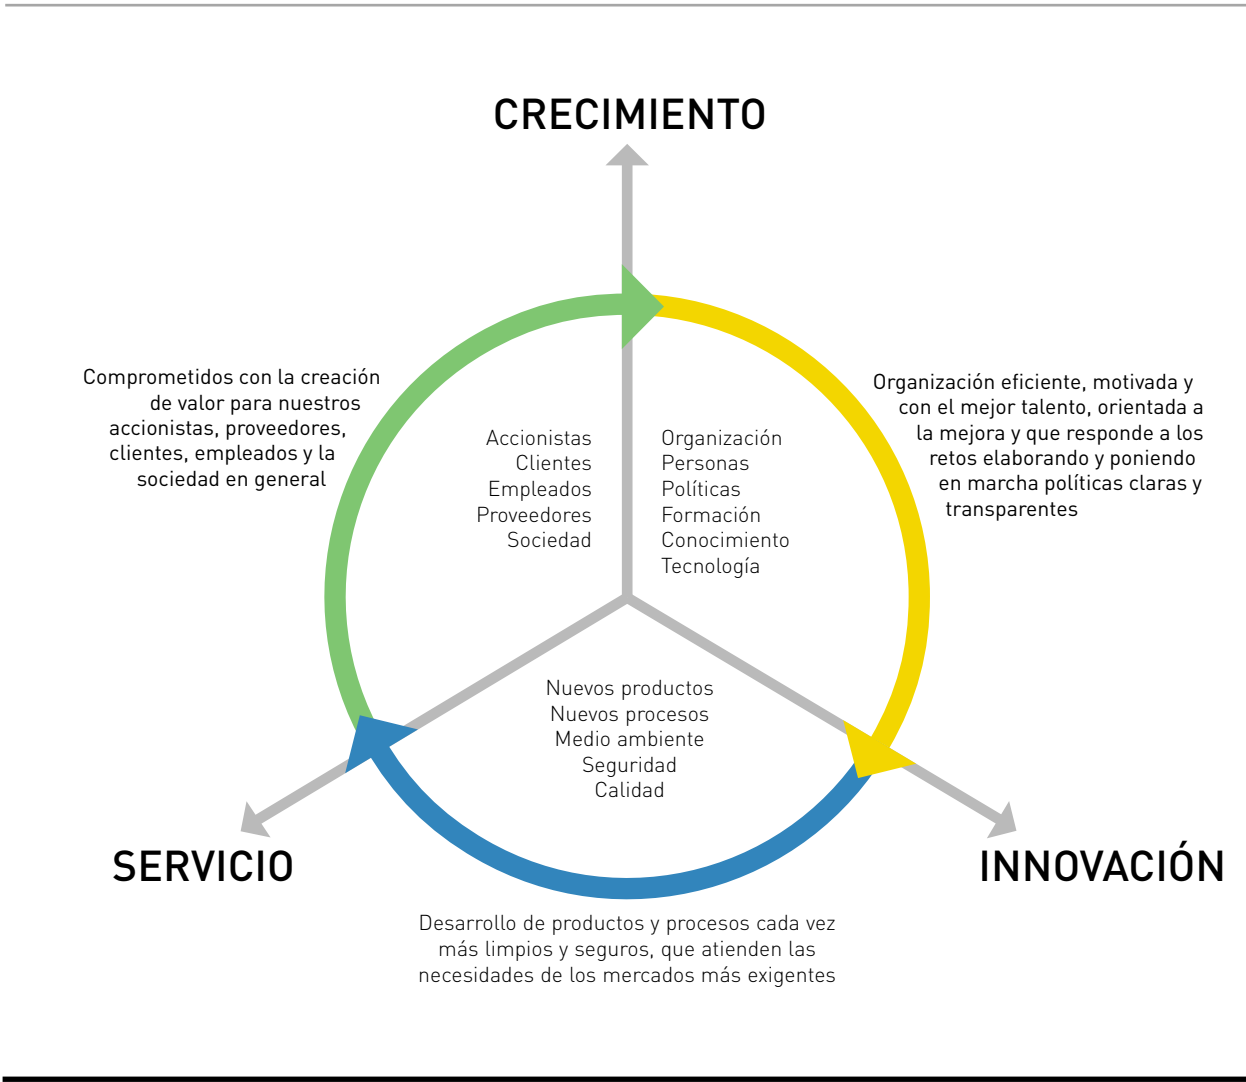 CRECIMIENTO
Comprometidos con la creación
de valor para nuestros
accionistas, proveedores,
clientes, empleados y la
sociedad en general
Accionistas
Clientes
Empleados
Proveedores
Sociedad
Organización
Personas
Políticas
Formación
Conocimiento
Tecnología
Organización eficiente, motivada y
con el mejor talento, orientada a
la mejora y que responde a los
retos elaborando y poniendo
en marcha políticas claras y
transparentes
Nuevos productos
Nuevos procesos
Medio ambiente
Seguridad
Calidad
SERVICIO
INNOVACIÓN
Desarrollo de productos y procesos cada vez
más limpios y seguros, que atienden las
necesidades de los mercados más exigentes